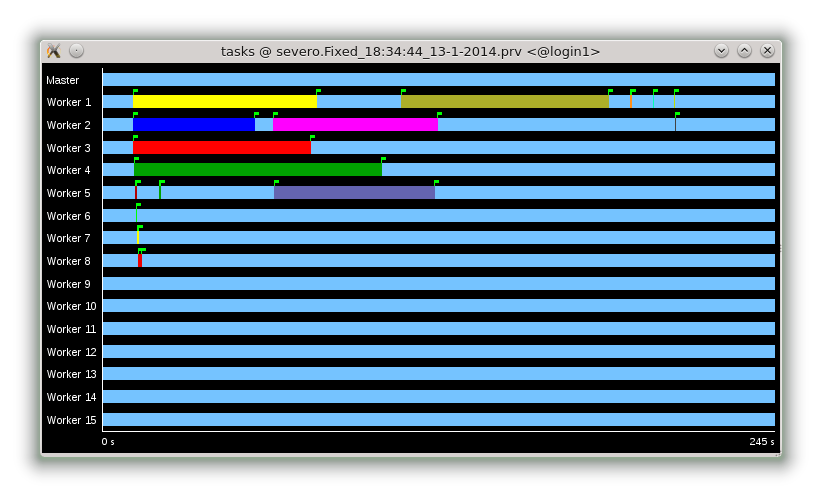 tasks @ severo.Fixed_18:34:44_13-1-2014.prv <@login1>
Master
Worker 1
Worker 2
Worker 3
Worker 4
Worker 5
Worker 6
Worker 7
Worker 8
Worker 9
Worker 10
Worker 11
Worker 12
Worker 13
Worker 14
Worker 15
0 s 245 s